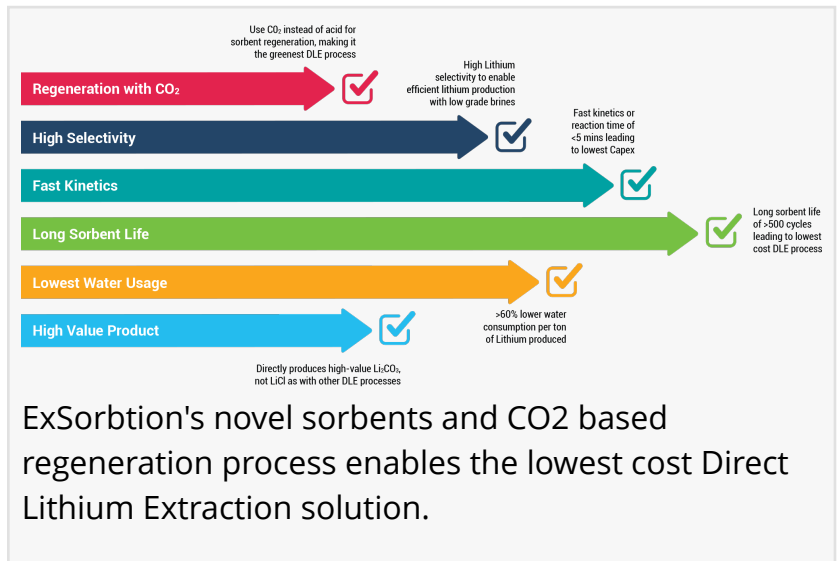 Use CO₂ instead of acid for
sorbent regeneration, making it
the greenest DLE process
Regeneration with CO₂
High Lithium
selectivity to enable
efficient lithium production
with low grade brines
High Selectivity
Fast kinetics or
reaction time of
<5 mins leading
to lowest Capex
Fast Kinetics
Long Sorbent Life
Long sorbent life
of >500 cycles
leading to lowest
cost DLE process
Lowest Water Usage
>60% lower water
consumption per ton
of Lithium produced
High Value Product
Directly produces high-value Li₂CO₃,
not LiCl as with other DLE processes
ExSorbtion's novel sorbents and CO2 based
regeneration process enables the lowest cost Direct
Lithium Extraction solution.